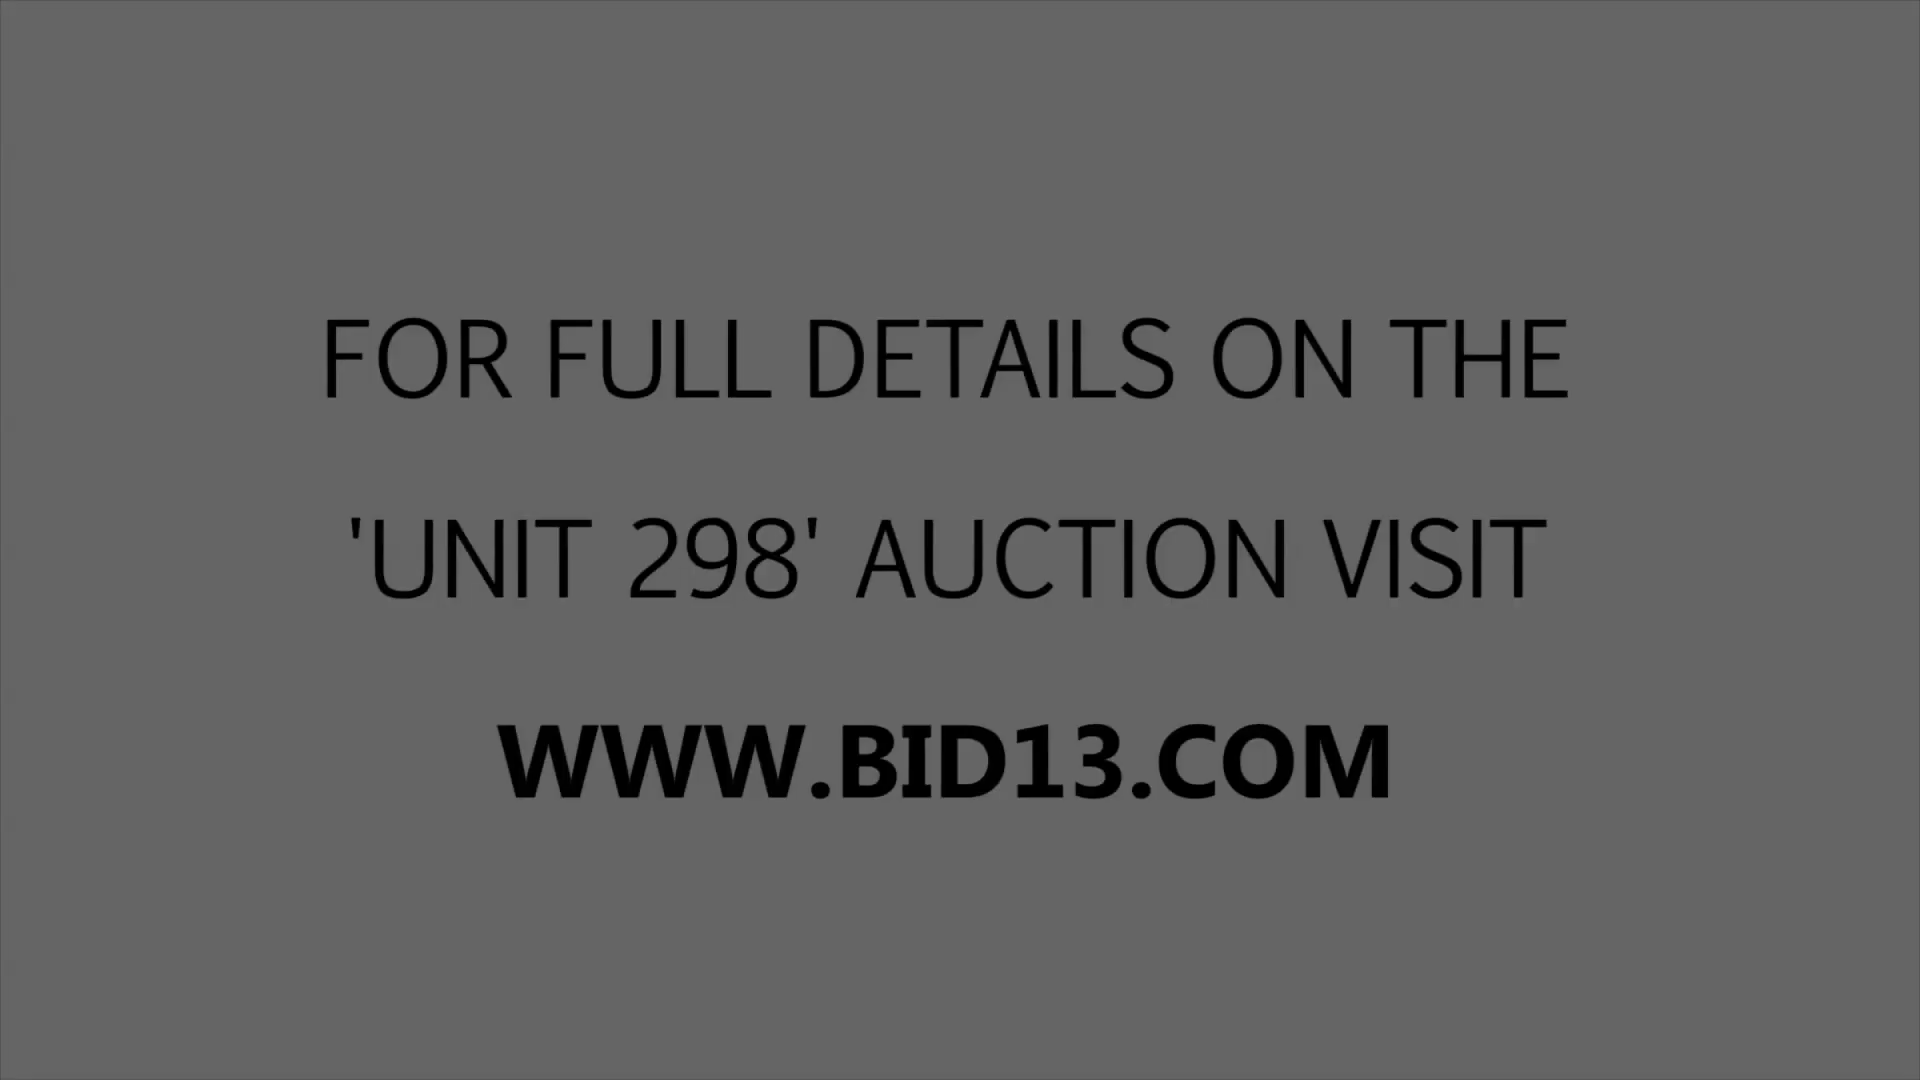 FOR FULL DETAILS ON THE
'UNIT 298' AUCTION VISIT
WWW.BID13.COM